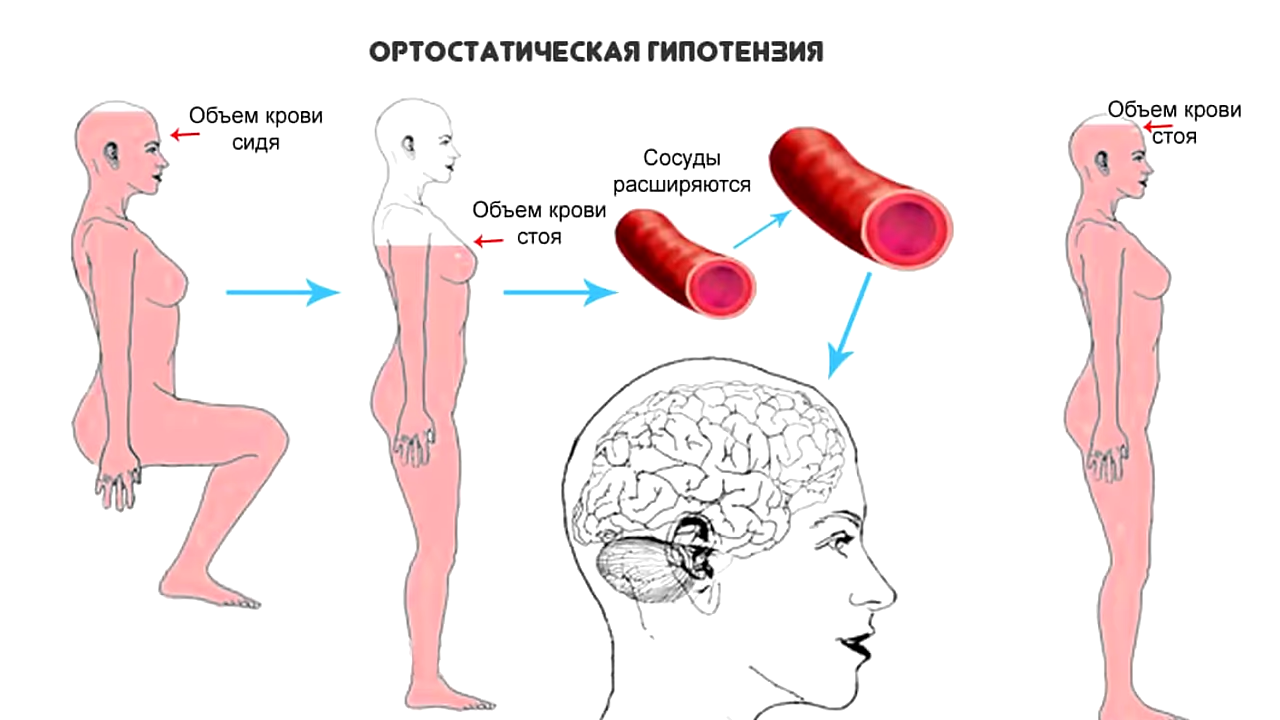 ОРТОСТАТИЧЕСКАЯ ГИПОТЕНЗИЯ
Объем крови
сидя
Объем крови
стоя
Сосуды
расширяются
Объем крови
стоя